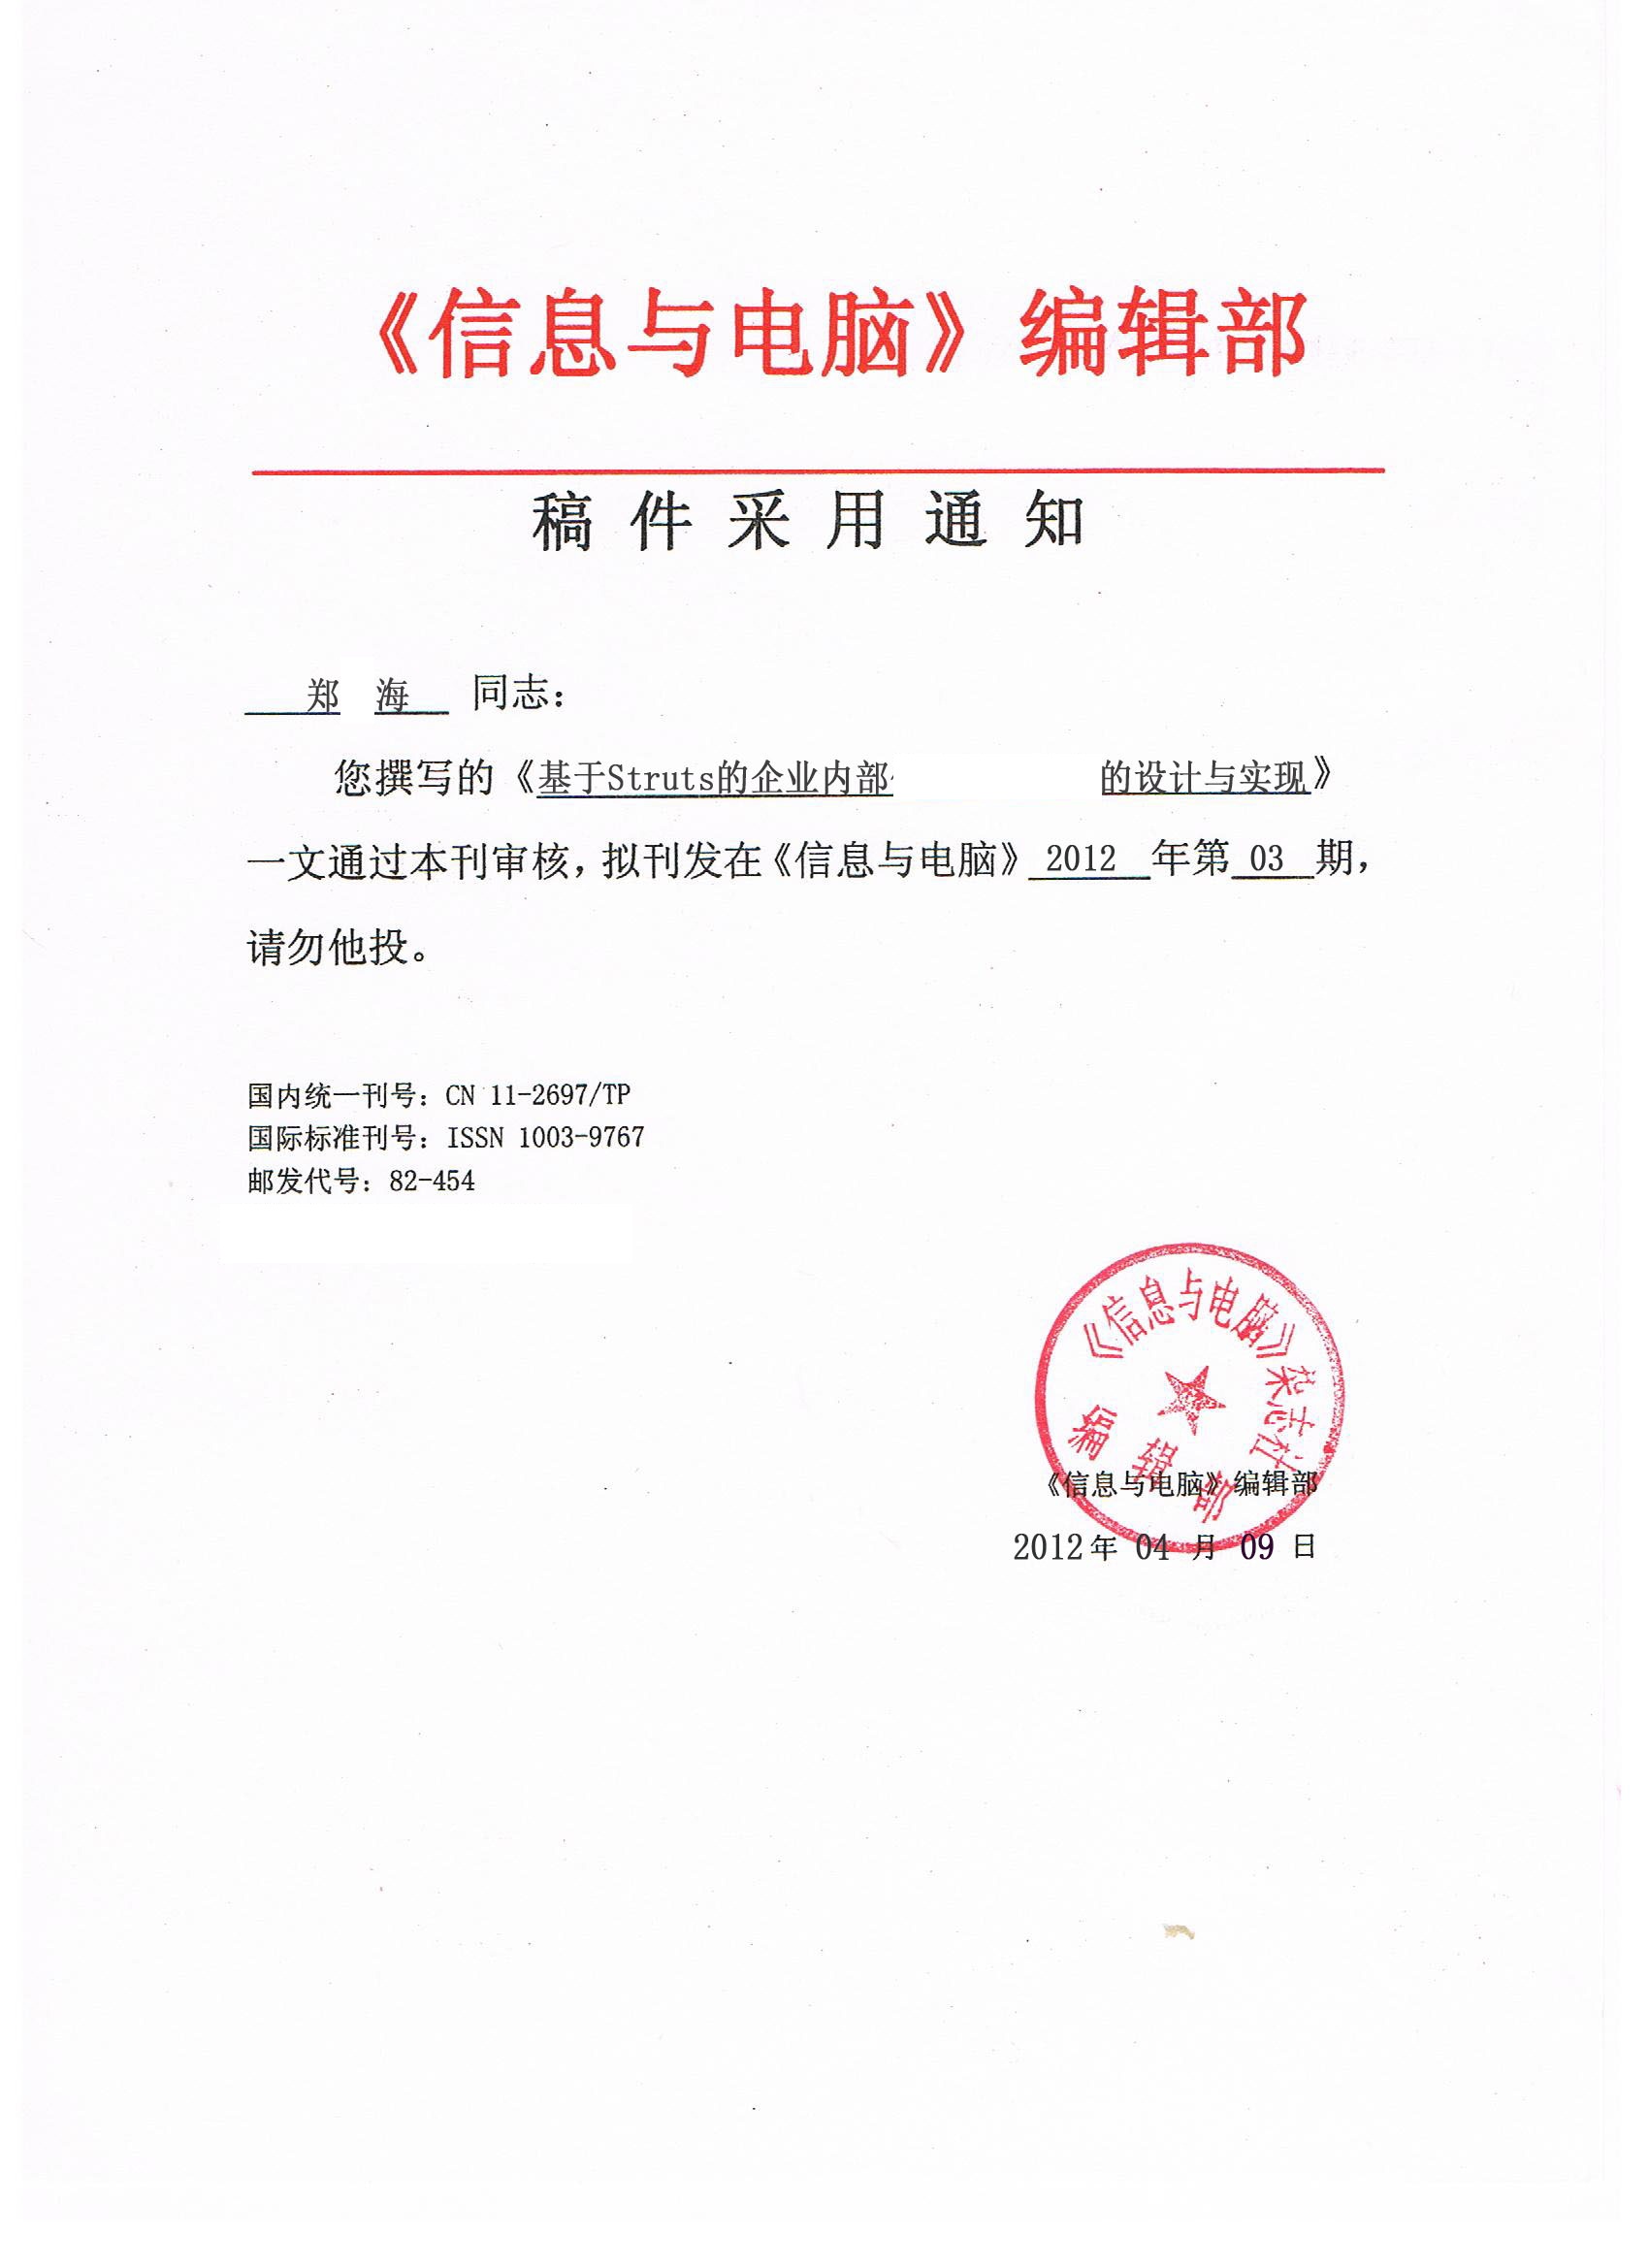 《信息与电脑》编辑部
稿件采用通知
郑 海 同志：
您撰写的《基于Struts的企业内部 的设计与实现》
一文通过本刊审核，拟刊发在《信息与电脑》 2012 年第 03 期，
请勿他投。
国内统一刊号：CN 11-2697/TP
国际标准刊号：ISSN 1003-9767
邮发代号：82-454
《信息与电脑》杂志社
编辑部
《信息与电脑》编辑部
2012年 04 月 09 日